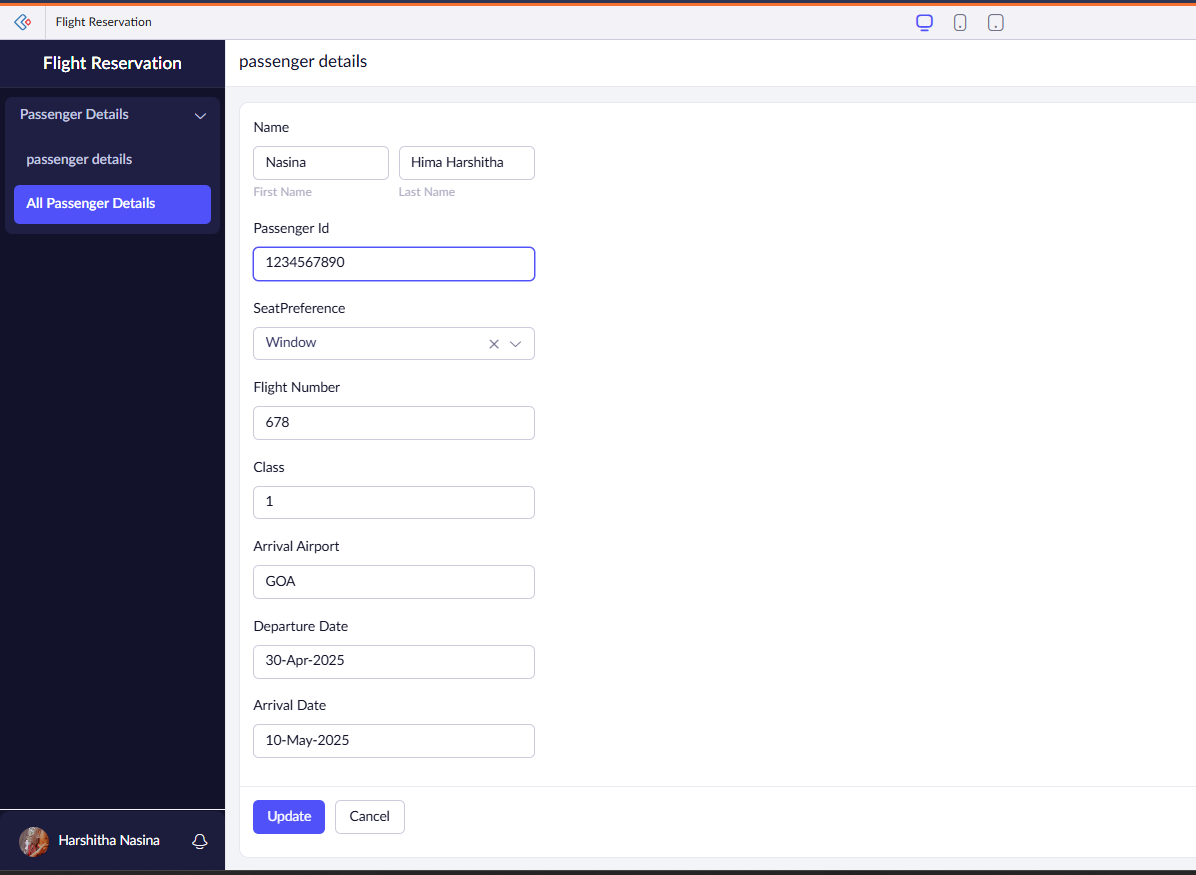 Flight Reservation
Flight Reservation
passenger details
Passenger Details
passenger details
All Passenger Details
Name
Nasina Hima Harshitha
First Name Last Name
Passenger Id
1234567890
SeatPreference
Window
Flight Number
678
Class
1
Arrival Airport
GOA
Departure Date
30-Apr-2025
Arrival Date
10-May-2025
Update Cancel
Harshitha Nasina